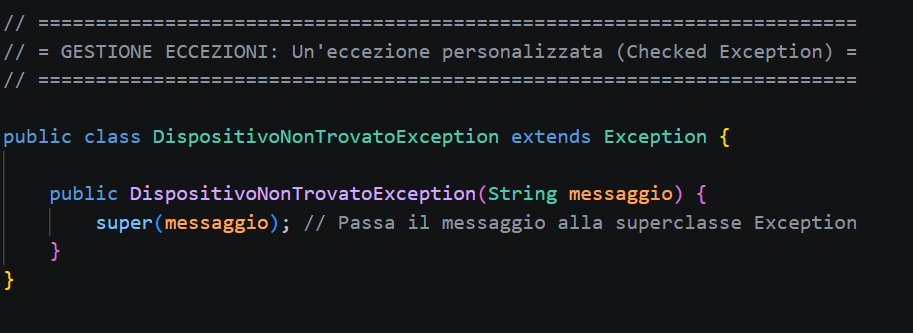 // =======================================================================
// = GESTIONE ECCEZIONI: Un'eccezione personalizzata (Checked Exception) =
// =======================================================================
public class DispositivoNonTrovatoException extends Exception {
public DispositivoNonTrovatoException(String messaggio) {
super(messaggio); // Passa il messaggio alla superclasse Exception
}
}